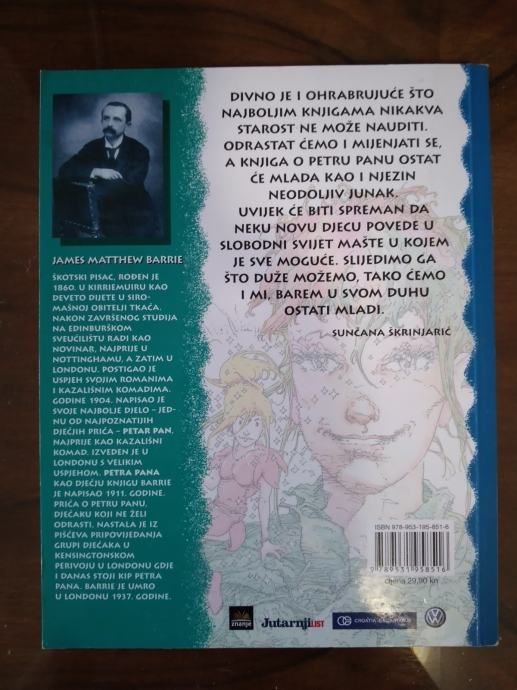 DIVNO JE I OHRABRUJUĆE ŠTO
NAJBOLJIM KNJIGAMA NIKAKVA
STAROST NE MOŽE NAUDITI.
ODRASTAT ĆEMO I MIJENJATI SE,
A KNJIGA O PETRU PANU OSTAT
ĆE MLADA KAO I NJEZIN
NEODOLJIV JUNAK.
UVIJEK ĆE BITI SPREMAN DA
NEKU NOVU DJECU POVEDE U
SLOBODNI SVIJET MAŠTE U KOJEM
JE SVE MOGUĆE. SLIJEDIMO GA
ŠTO DUŽE MOŽEMO, TAKO ĆEMO
I MI, BAREM U SVOM DUHU
OSTATI MLADI.
SUNČANA ŠKRINJARIĆ
JAMES MATTHEW BARRIE
ŠKOTSKI PISAC, ROĐEN JE
1860. U KIRRIEMUIRU KAO
DEVETO DIJETE U SIRO-
MAŠNOJ OBITELJI TKAČA.
NAKON ZAVRŠENOG STUDIJA
NA EDINBURŠKOM
SVEUČILIŠTU RADI KAO
NOVINAR, NAJPRIJE U
NOTTINGHAMU, A ZATIM U
LONDONU. POSTIGAO JE
USPJEH SVOJIM ROMANIMA
I KAZALIŠNIM KOMADIMA.
GODINE 1904. NAPISAO JE
SVOJE NAJBOLJE DJELO – JED-
NU OD NAJPOZNATIJIH
DJEČJIH PRIČA – PETAR PAN,
NAJPRIJE KAO KAZALIŠNI
KOMAD. IZVEDEN JE U
LONDONU S VELIKIM
USPJEHOM. PETRA PANA
KAO DJEČJU KNJIGU BARRIE
JE NAPISAO 1911. GODINE.
PRIČA O PETRU PANU,
DJEČAKU KOJI NE ŽELI
ODRASTI, NASTALA JE IZ
PIŠČEVA PRIPOVIJEDANJA
GRUPI DJEČAKA U
KENSINGTONSKOM
PERIVOJU U LONDONU GDJE
I DANAS STOJI KIP PETRA
PANA. BARRIE JE UMRO
U LONDONU 1937. GODINE.
ISBN 978-953-195-851-6
9 789531 958516
cijena 29,90 kn
znanje
Jutarnji LIST
CROATIA OSIGURANJE
VW